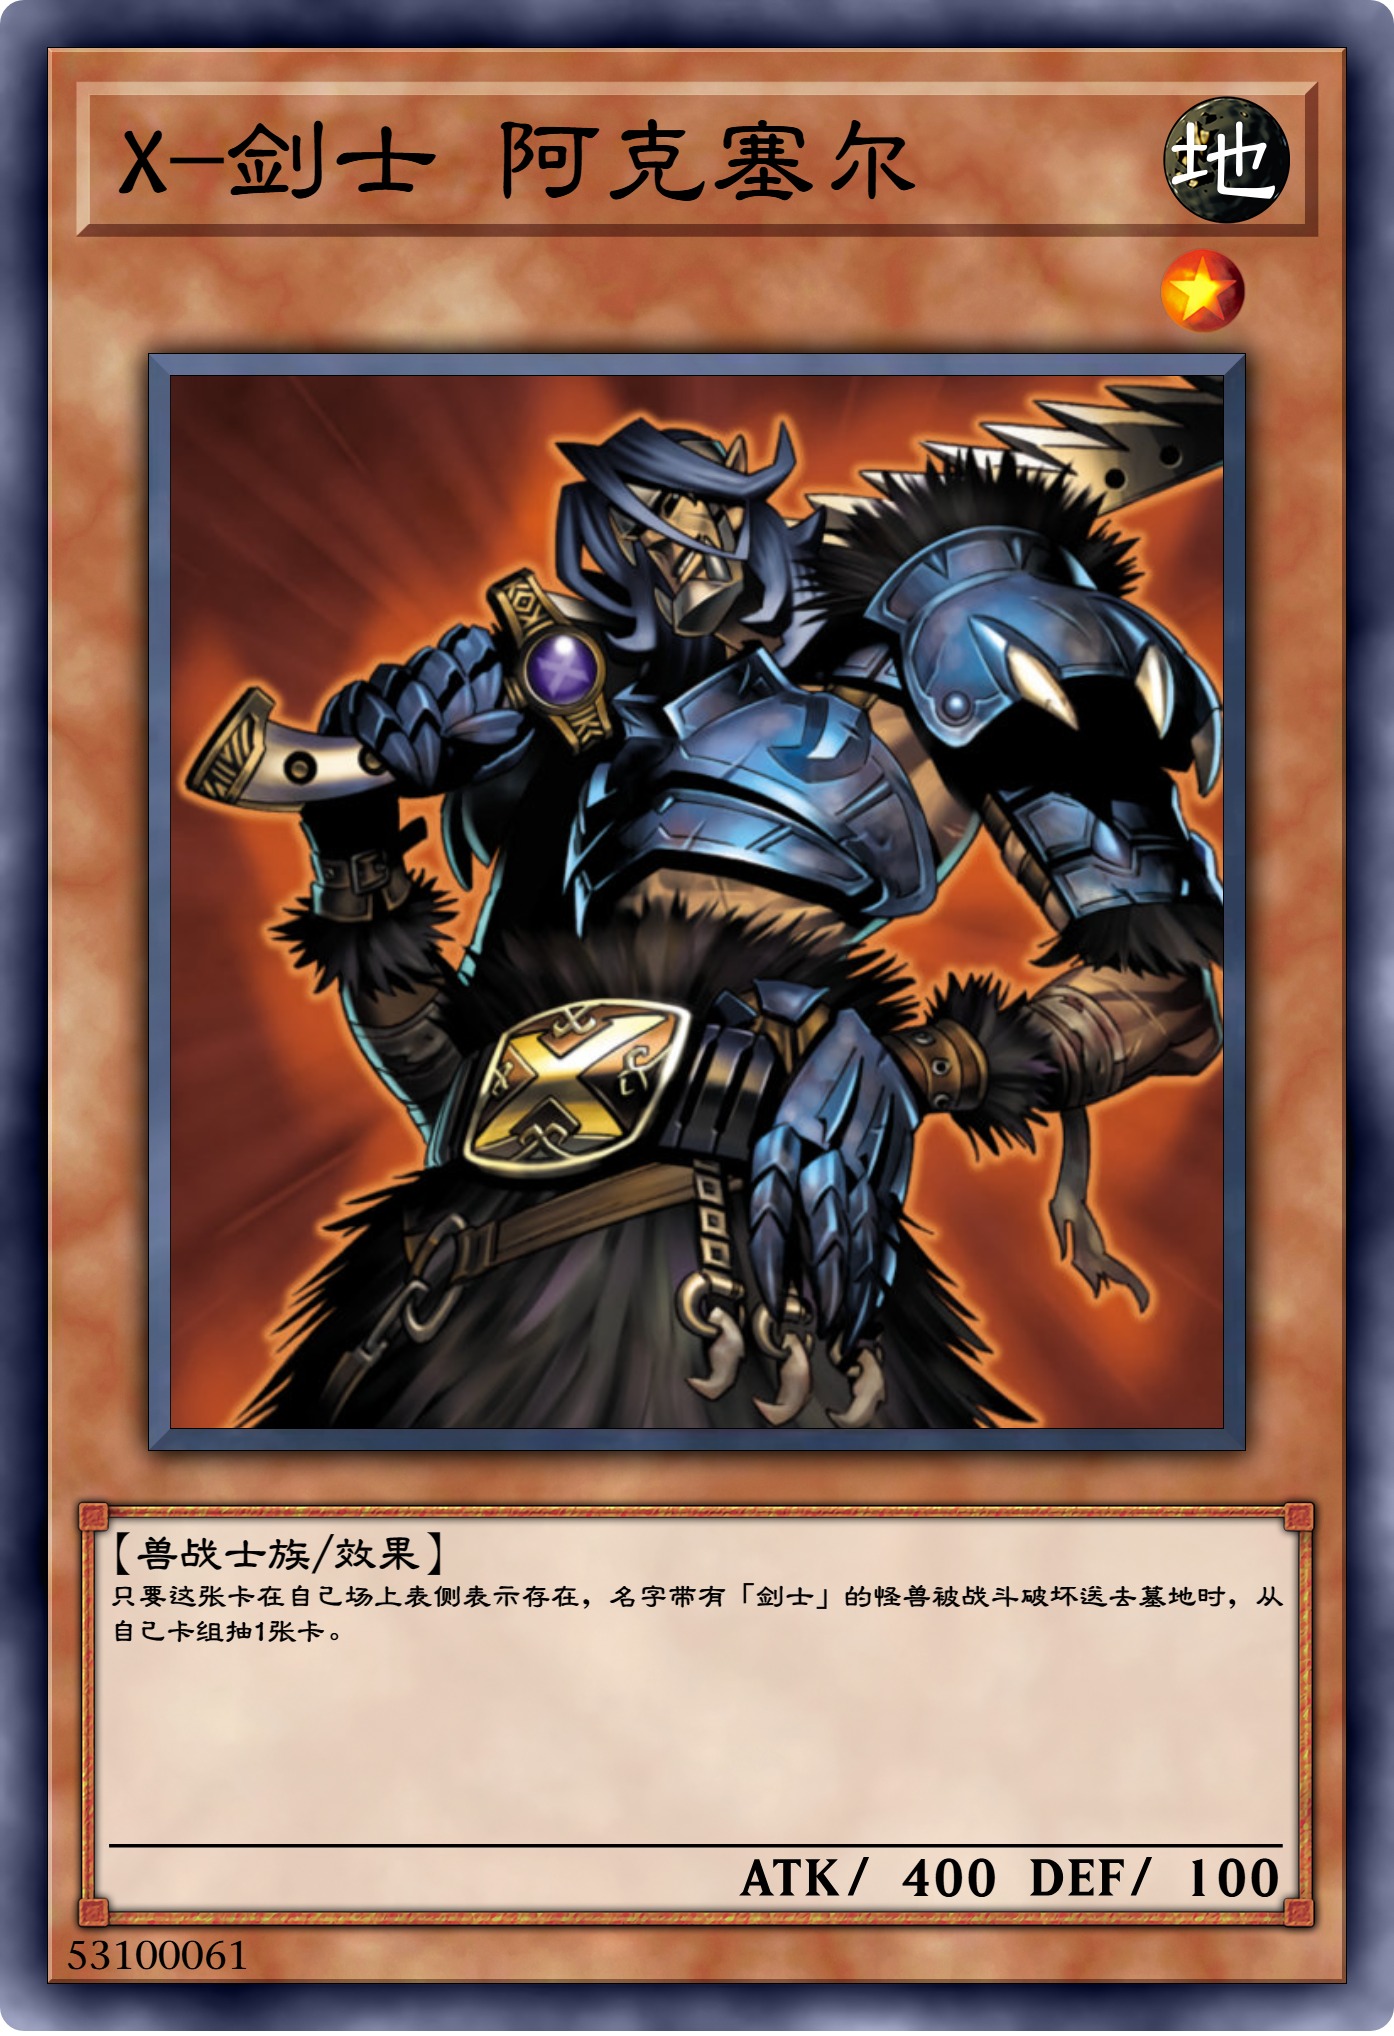 X-剑士 阿克塞尔
地
【兽战士族/效果】
只要这张卡在自己场上表侧表示存在，名字带有「剑士」的怪兽被战斗破坏送去墓地时，从
自己卡组抽1张卡。
ATK/ 400 DEF/ 100
53100061